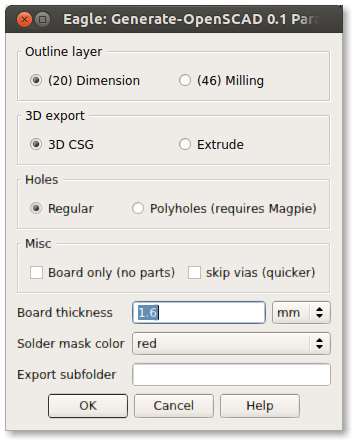 Eagle: Generate-OpenSCAD 0.1 Para
Outline layer
(20) Dimension (46) Milling
3D export
3D CSG Extrude
Holes
Regular Polyholes (requires Magpie)
Misc
Board only (no parts) skip vias (quicker)
Board thickness 1.6 mm
Solder mask color red
Export subfolder
OK Cancel Help